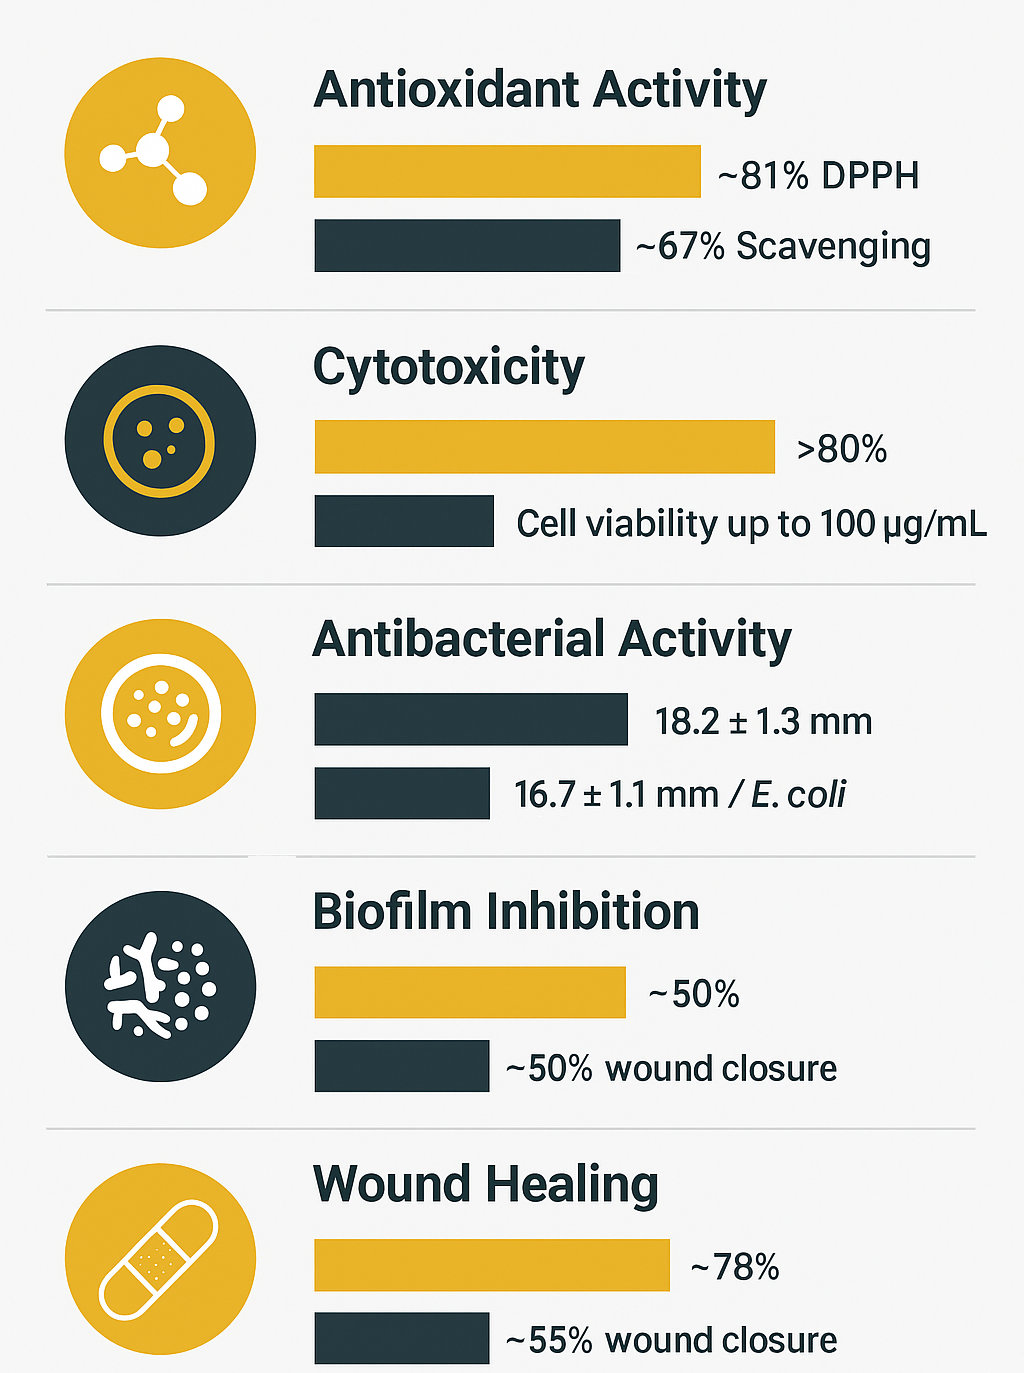 Antioxidant Activity
~81% DPPH
~67% Scavenging
Cytotoxicity
>80%
Cell viability up to 100 µg/mL
Antibacterial Activity
18.2 ± 1.3 mm
16.7 ± 1.1 mm / E. coli
Biofilm Inhibition
~50%
~50% wound closure
Wound Healing
~78%
~55% wound closure